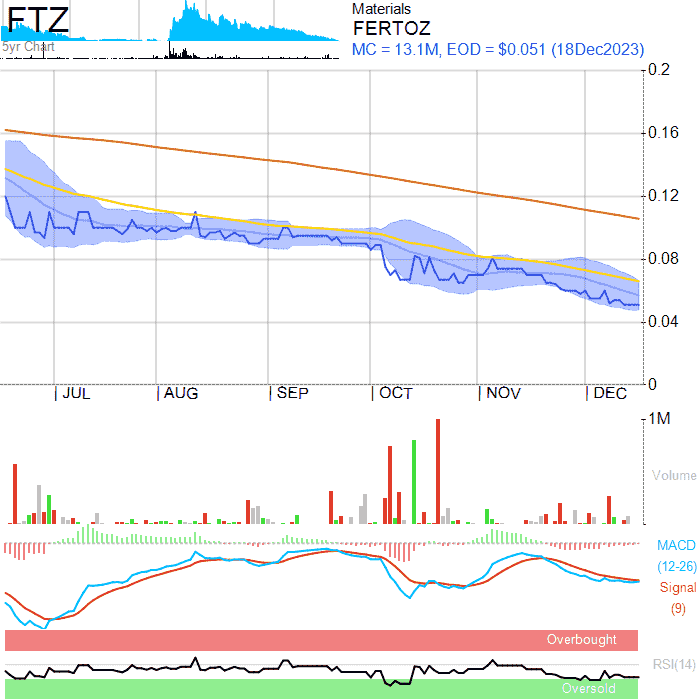 FTZ
5yr Chart
Materials
FERTOZ
MC = 13.1M, EOD = $0.051 (18Dec2023)
0.2
0.16
0.12
0.08
0.04
0
JUL AUG SEP OCT NOV DEC
1M
Volume
MACD
(12-26)
Signal
(9)
Overbought
RSI(14)
Oversold